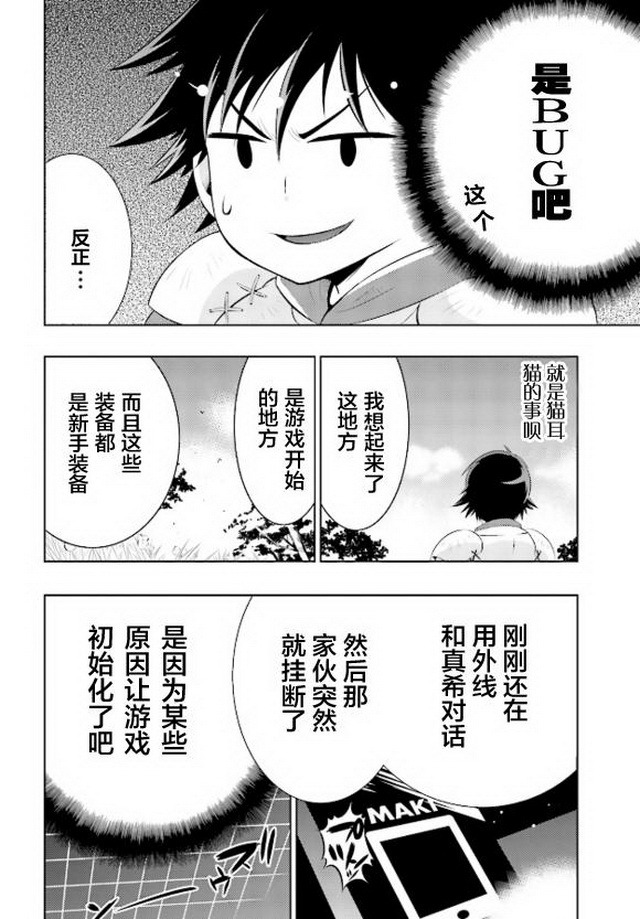 这个
是BUG吧
反正…
就是猫耳
猫的事呗
我想起来了
这地方
是游戏开始
的地方
而且这些
装备都
是新手装备
刚刚还在
用外线
和真希对话
然后那
家伙突然
就挂断了
是因为某些
原因让游戏
初始化了吧
MAKI